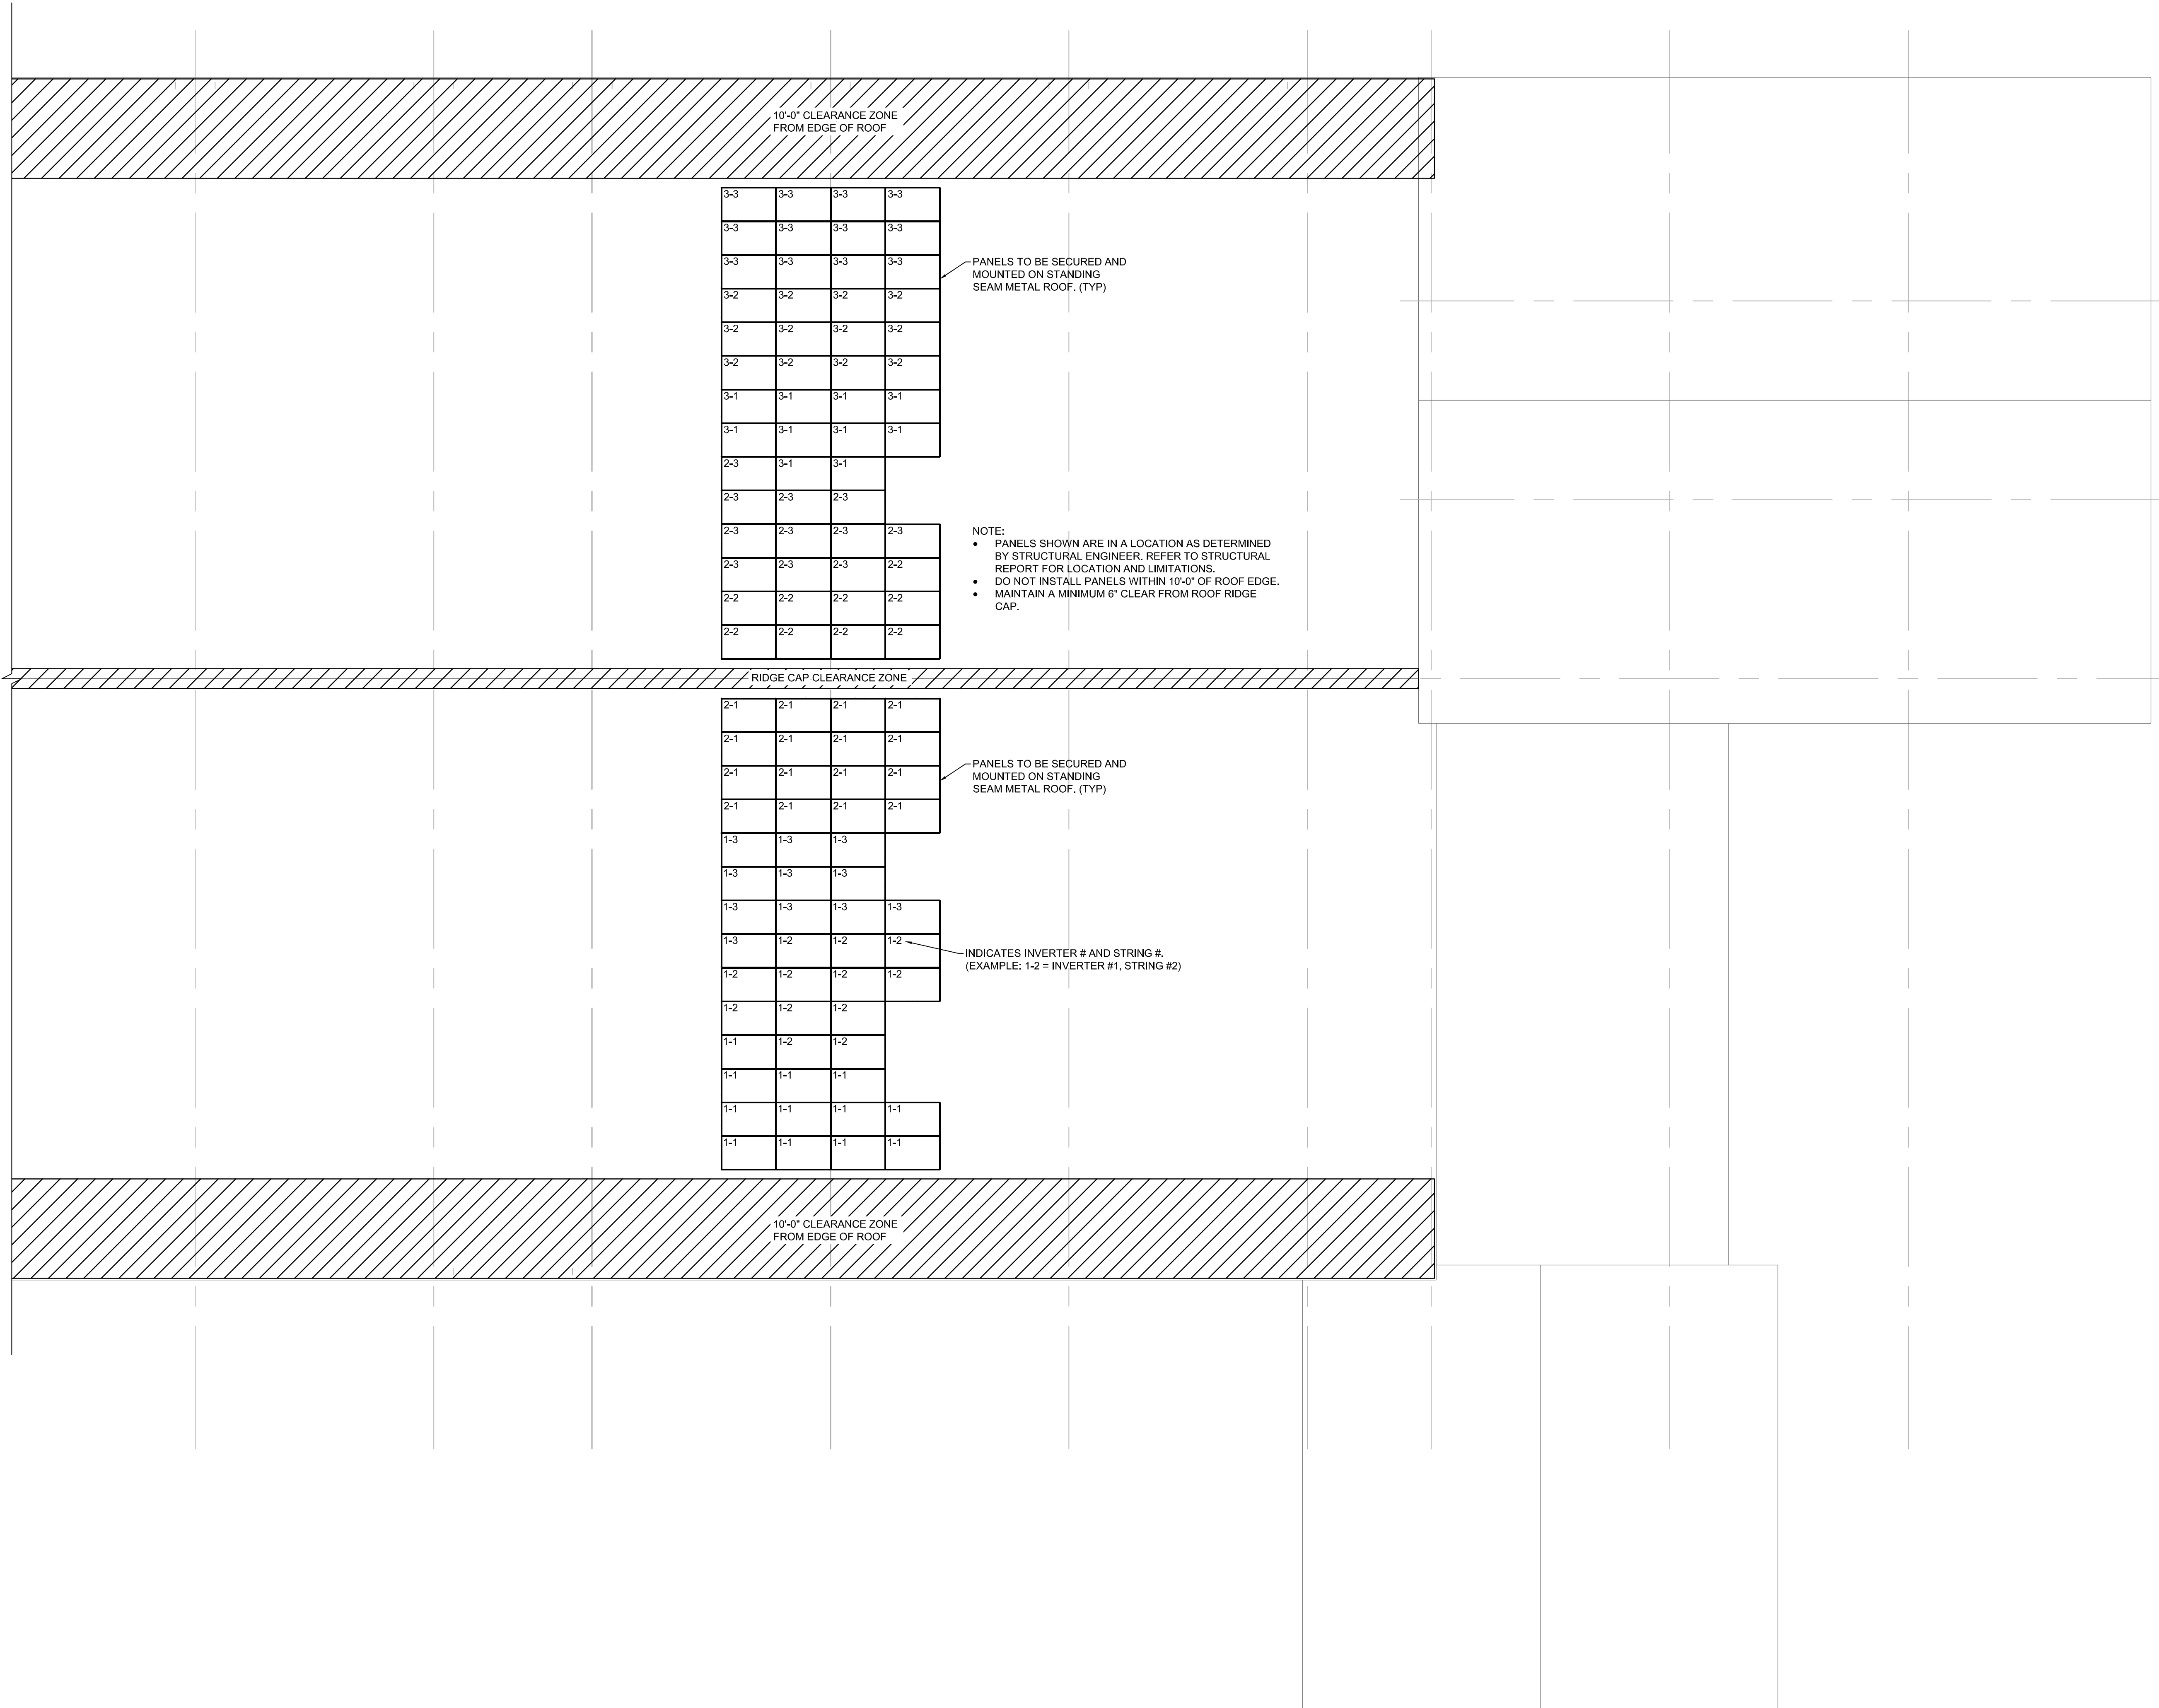 10'-0" CLEARANCE ZONE
FROM EDGE OF ROOF
3-3 3-3 3-3 3-3
3-3 3-3 3-3 3-3
3-3 3-3 3-3 3-3
3-2 3-2 3-2 3-2
3-2 3-2 3-2 3-2
3-2 3-2 3-2 3-2
3-1 3-1 3-1 3-1
3-1 3-1 3-1 3-1
2-3 3-1 3-1
2-3 2-3 2-3
2-3 2-3 2-3 2-3
2-3 2-3 2-3 2-2
2-2 2-2 2-2 2-2
2-2 2-2 2-2 2-2
PANELS TO BE SECURED AND
MOUNTED ON STANDING
SEAM METAL ROOF. (TYP)
NOTE:
● PANELS SHOWN ARE IN A LOCATION AS DETERMINED
BY STRUCTURAL ENGINEER. REFER TO STRUCTURAL
REPORT FOR LOCATION AND LIMITATIONS.
● DO NOT INSTALL PANELS WITHIN 10'-0" OF ROOF EDGE.
● MAINTAIN A MINIMUM 6" CLEAR FROM ROOF RIDGE
CAP.
RIDGE CAP CLEARANCE ZONE
2-1 2-1 2-1 2-1
2-1 2-1 2-1 2-1
2-1 2-1 2-1 2-1
2-1 2-1 2-1 2-1
1-3 1-3 1-3
1-3 1-3 1-3
1-3 1-3 1-3 1-3
1-3 1-2 1-2 1-2
1-2 1-2 1-2 1-2
1-2 1-2 1-2
1-1 1-2 1-2
1-1 1-1 1-1
1-1 1-1 1-1 1-1
1-1 1-1 1-1 1-1
PANELS TO BE SECURED AND
MOUNTED ON STANDING
SEAM METAL ROOF. (TYP)
INDICATES INVERTER # AND STRING #.
(EXAMPLE: 1-2 = INVERTER #1, STRING #2)
10'-0" CLEARANCE ZONE
FROM EDGE OF ROOF